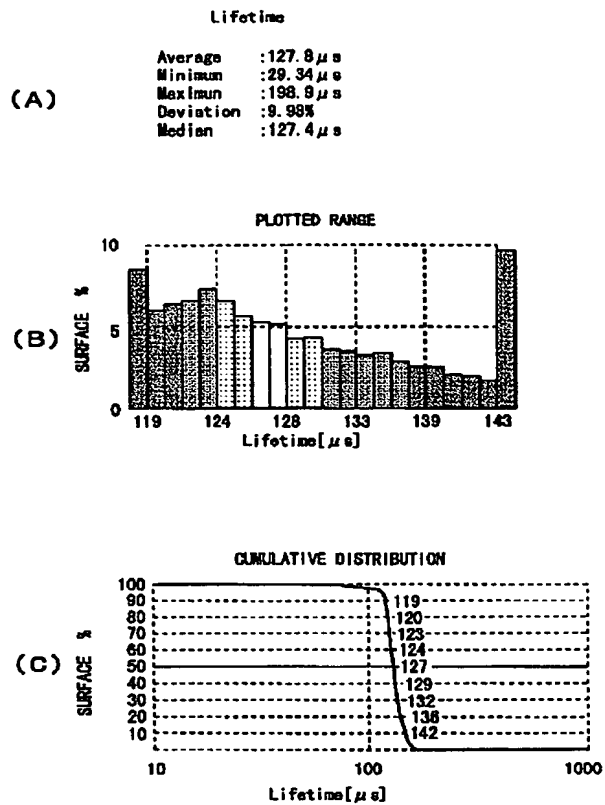 Lifetime
(A)
Average :127.8μs
Minimun :29.34μs
Maximun :198.9μs
Deviation :9.98%
Median :127.4μs
PLOTTED RANGE
(B)
SURFACE %
10
5
0
119 124 128 133 139 143
Lifetime[μs]
CUMULATIVE DISTRIBUTION
(C)
SURFACE %
100
90 119
80 120
70 123
60 124
50 127
40 129
30 132
20 136
10 142
10 100 1000
Lifetime[μs]